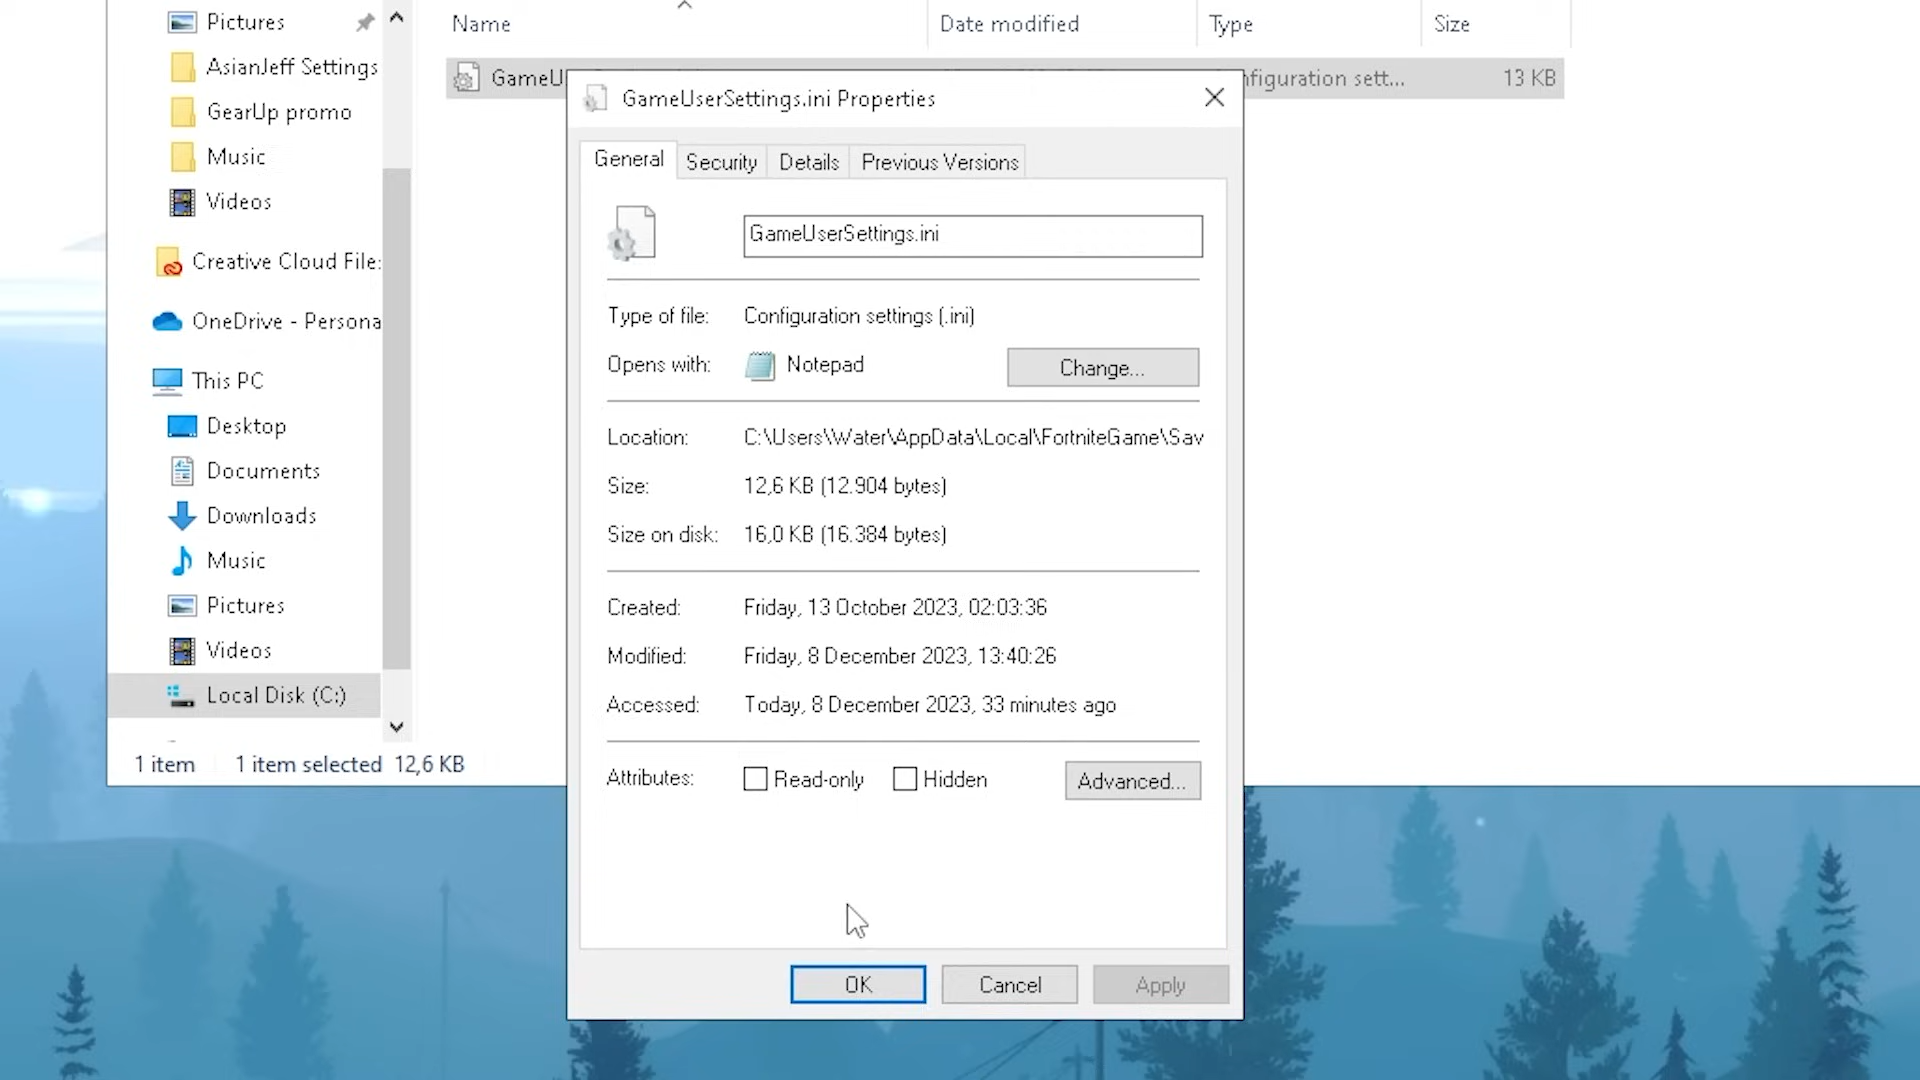 Pictures
AsianJeff Settings
GearUp promo
Music
Videos
Creative Cloud File:
OneDrive - Persona
This PC
Desktop
Documents
Downloads
Music
Pictures
Videos
Local Disk (C:)
1 item 1 item selected 12,6 KB
Name Date modified Type Size
GameU nfiguration sett... 13 KB
GameUserSettings.ini Properties
General Security Details Previous Versions
GameUserSettings.ini
Type of file: Configuration settings (.ini)
Opens with: Notepad Change...
Location: C:\Users\Water\AppData\Local\FortniteGame\Sav
Size: 12,6 KB (12.904 bytes)
Size on disk: 16,0 KB (16.384 bytes)
Created: Friday, 13 October 2023, 02:03:36
Modified: Friday, 8 December 2023, 13:40:26
Accessed: Today, 8 December 2023, 33 minutes ago
Attributes: Read-only Hidden Advanced...
OK Cancel Apply